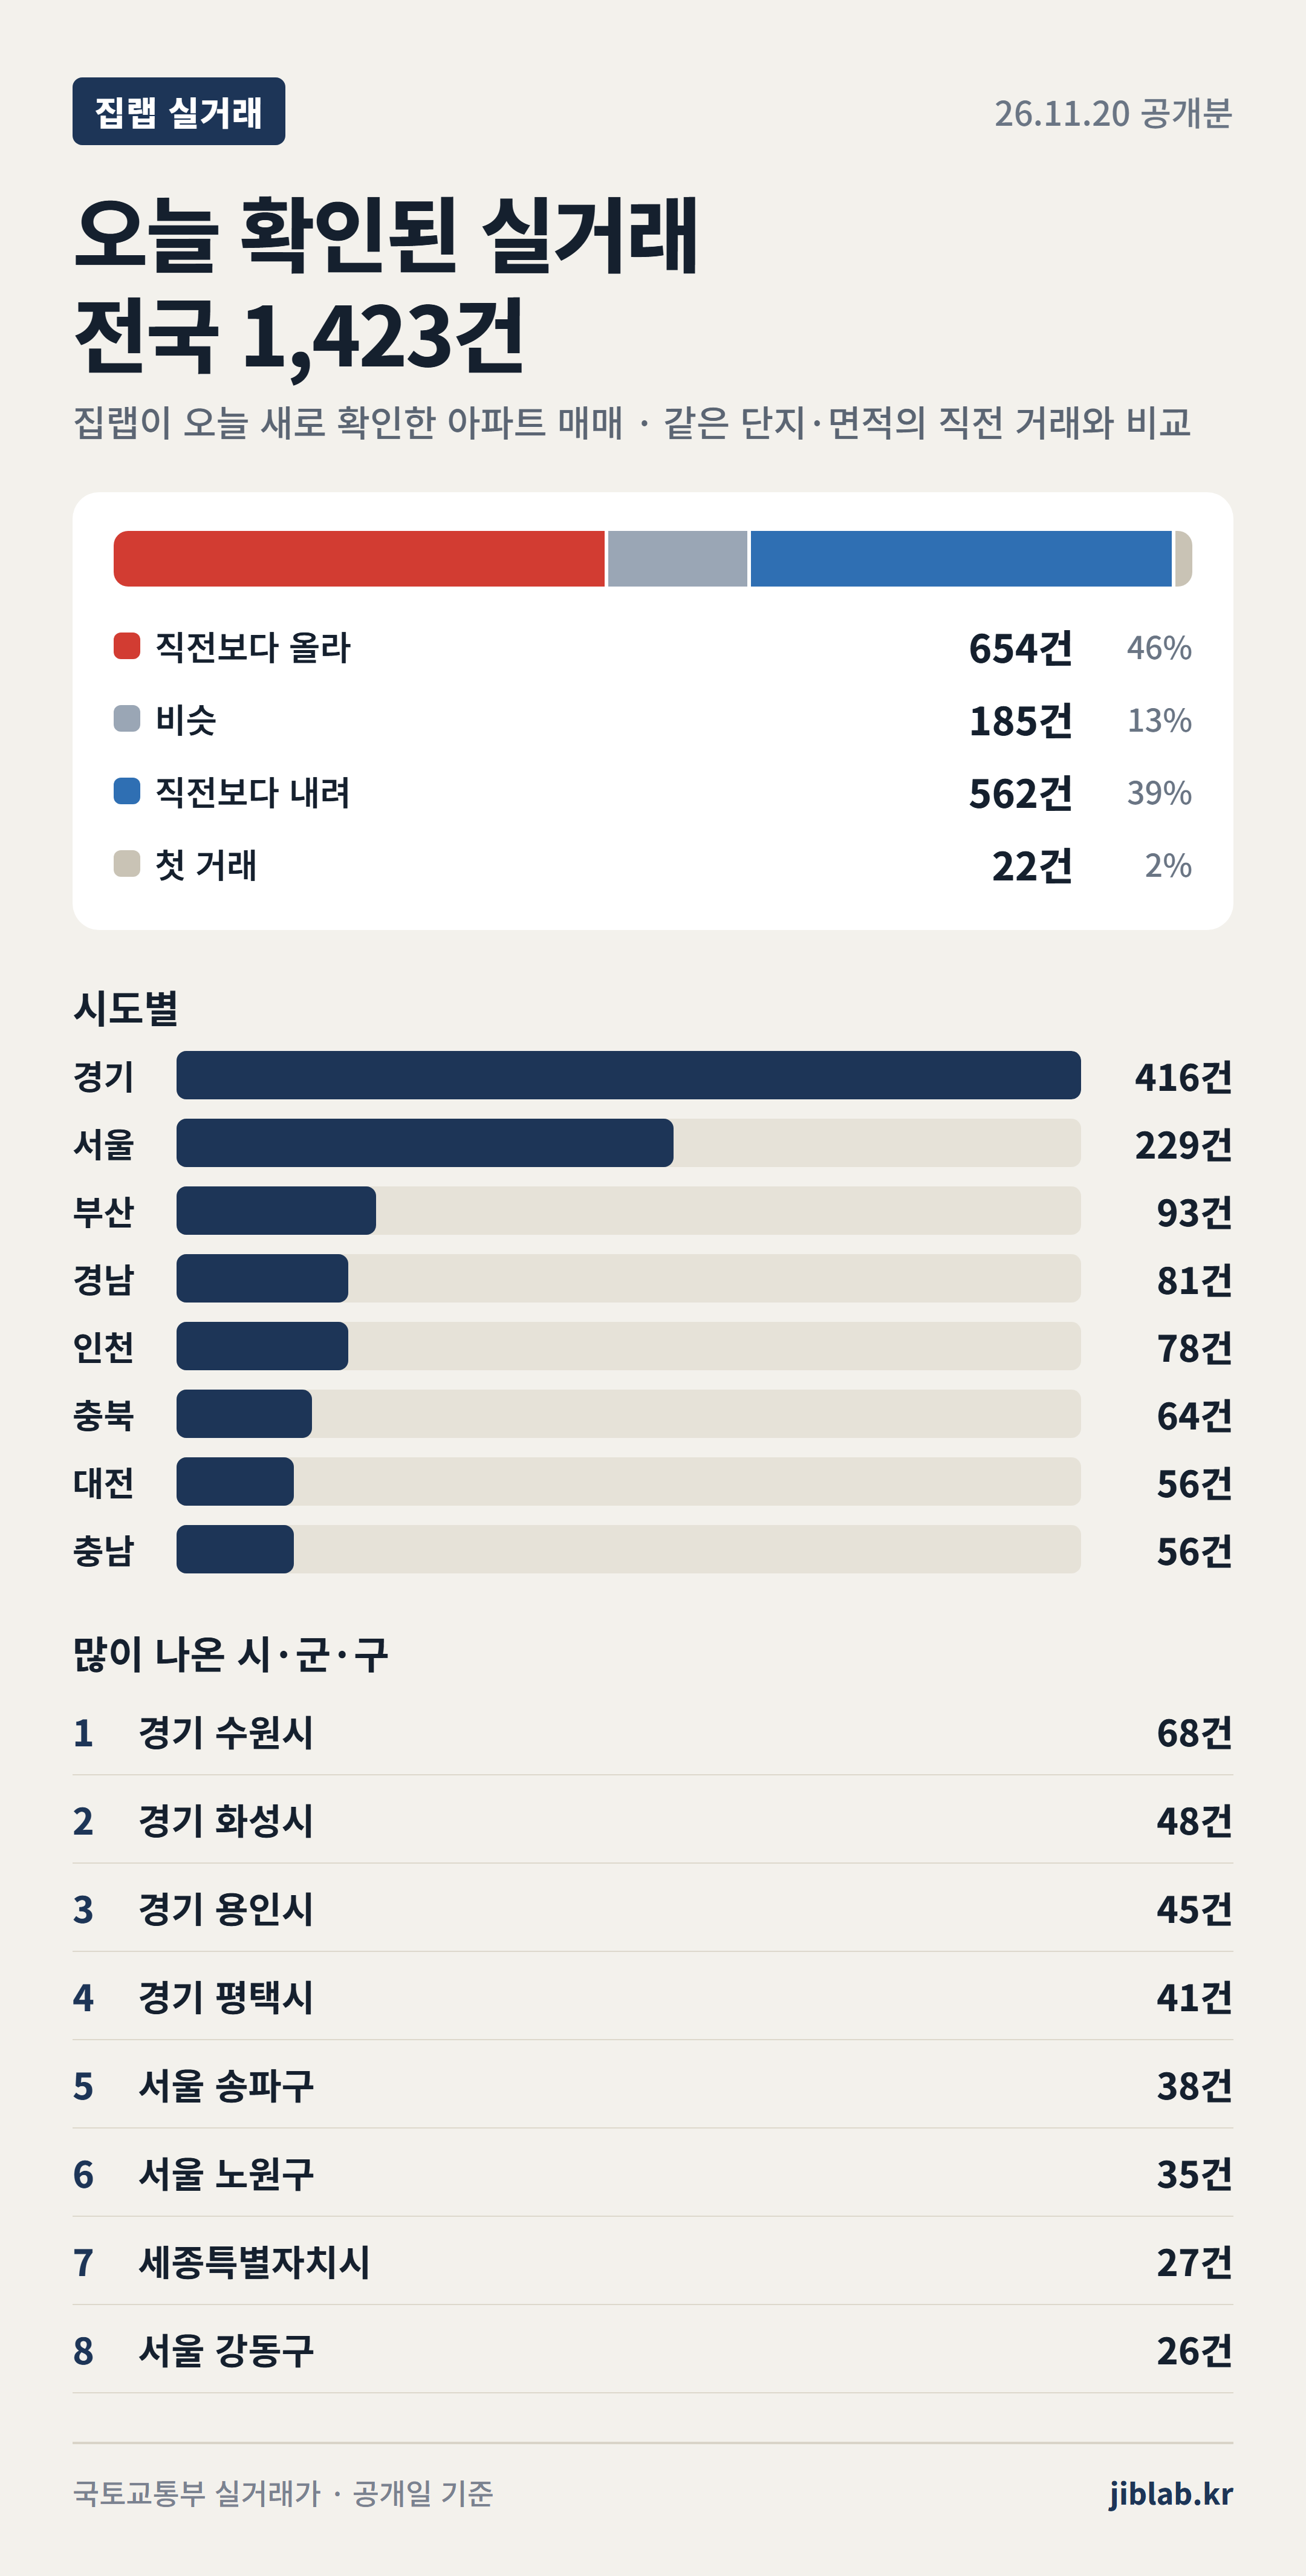 집랩 실거래
26.11.20 공개분
오늘 확인된 실거래
전국 1,423건
집랩이 오늘 새로 확인한 아파트 매매 · 같은 단지·면적의 직전 거래와 비교
직전보다 올라 654건 46%
비슷 185건 13%
직전보다 내려 562건 39%
첫 거래 22건 2%
시도별
경기 416건
서울 229건
부산 93건
경남 81건
인천 78건
충북 64건
대전 56건
충남 56건
많이 나온 시·군·구
1 경기 수원시 68건
2 경기 화성시 48건
3 경기 용인시 45건
4 경기 평택시 41건
5 서울 송파구 38건
6 서울 노원구 35건
7 세종특별자치시 27건
8 서울 강동구 26건
국토교통부 실거래가 · 공개일 기준
jiblab.kr